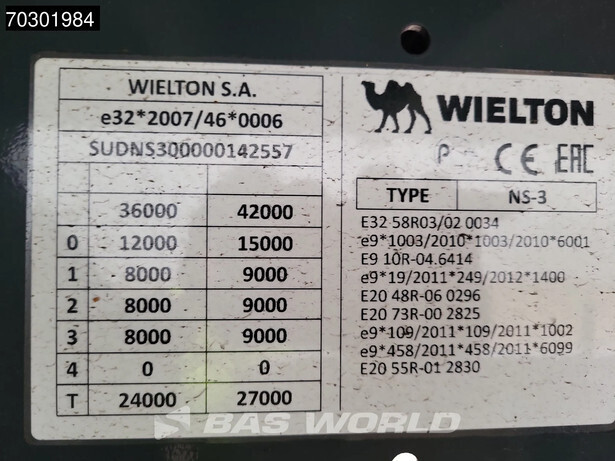 70301984
WIELTON S.A.
e32*2007/46*0006
SUDNS300000142557
36000 42000
0 12000 15000
1 8000 9000
2 8000 9000
3 8000 9000
4 0 0
T 24000 27000
WIELTON
P CE EAC
TYPE NS-3
E32 58R03/02 0034
e9*1003/2010*1003/2010*6001
E9 10R-04.6414
e9*19/2011*249/2012*1400
E20 48R-06 0296
E20 73R-00 2825
e9*109/2011*109/2011*1002
e9*458/2011*458/2011*6099
E20 55R-01 2830
BAS WORLD